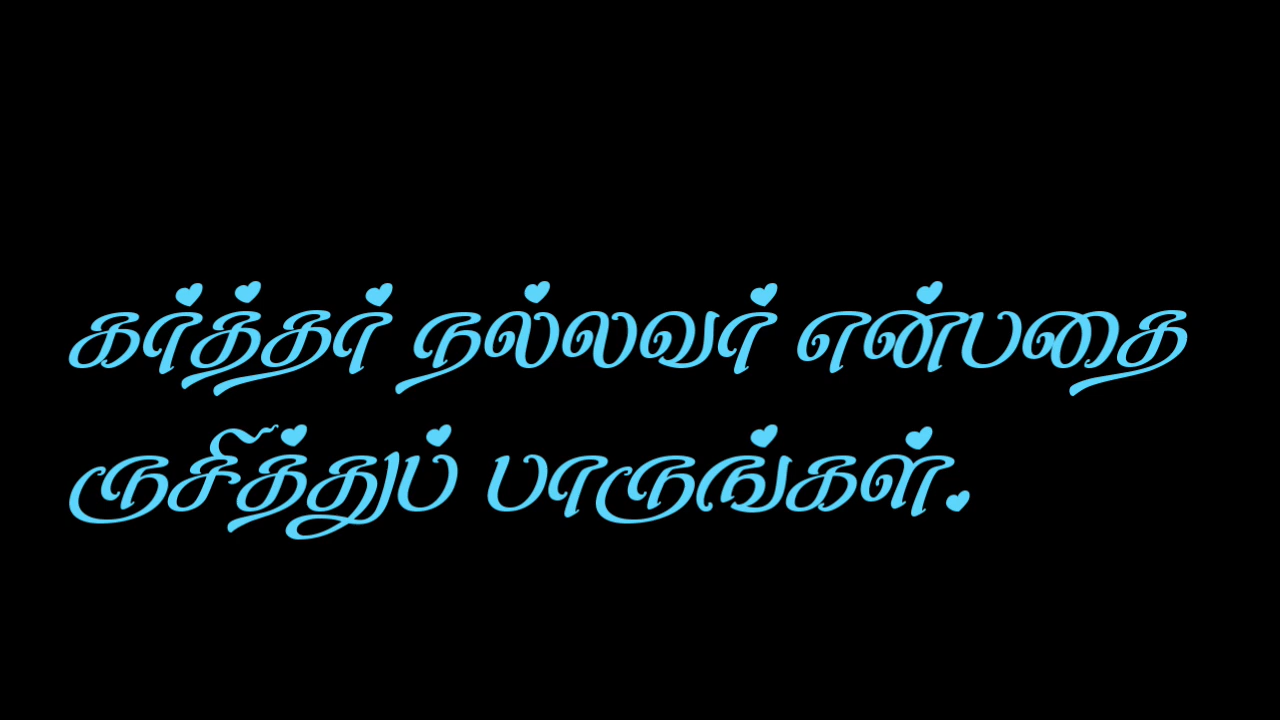 கர்த்தர் நல்லவர் என்பதை
ருசித்துப் பாருங்கள்.